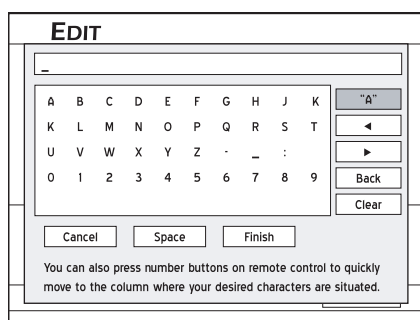 EDIT
_
A B C D E F G H J K "A"
K L M N O P Q R S T ◄
U V W X Y Z - _ : ►
0 1 2 3 4 5 6 7 8 9 Back
Clear
Cancel Space Finish
You can also press number buttons on remote control to quickly
move to the column where your desired characters are situated.